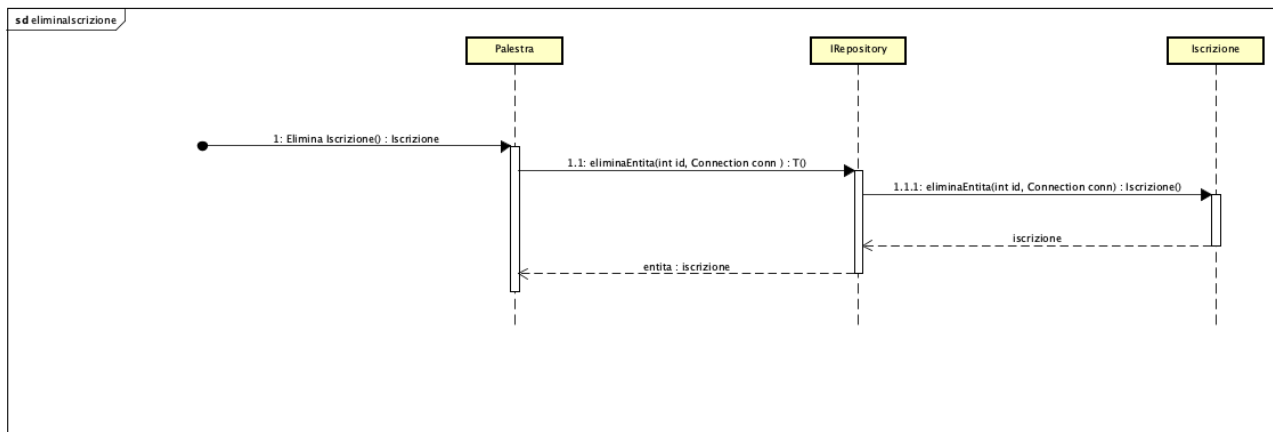 sd eliminaIscrizione
Palestra
IRepository
Iscrizione
1: Elimina Iscrizione() : Iscrizione
1.1: eliminaEntita(int id, Connection conn ) : T()
1.1.1: eliminaEntita(int id, Connection conn) : Iscrizione()
iscrizione
entita : iscrizione